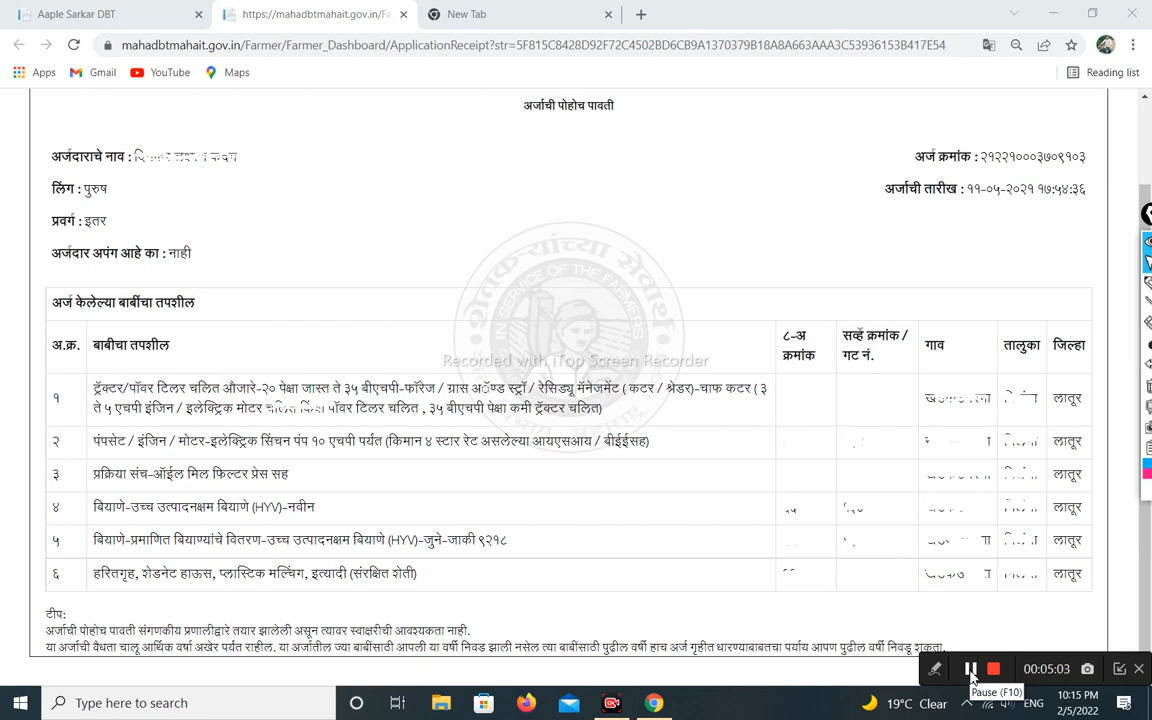 Aaple Sarkar DBT
https://mahadbtmahait.gov.in/Fa
New Tab
mahadbtmahait.gov.in/Farmer/Farmer_Dashboard/ApplicationReceipt?str=5F815C8428D92F72C4502BD6CB9A1370379B18A8A663AAA3C53936153B417E54
Apps Gmail YouTube Maps Reading list
अर्जाची पोहोच पावती
अर्जदाराचे नाव :
अर्ज क्रमांक : २१२२१०००३७०९१०३
लिंग : पुरुष
अर्जाची तारीख : ११-०५-२०२१ १७:५४:३६
प्रवर्ग : इतर
अर्जदार अपंग आहे का : नाही
शेतकऱ्यांच्या सेवार्थ
IN SERVICE OF THE FARMERS
Recorded with iTop Screen Recorder
अर्ज केलेल्या बाबींचा तपशील
अ.क्र. बाबीचा तपशील ८-अ क्रमांक सर्व्हे क्रमांक / गट नं. गाव तालुका जिल्हा
१ ट्रॅक्टर/पॉवर टिलर चलित औजारे-२० पेक्षा जास्त ते ३५ बीएचपी-फॉरेज / ग्रास अॅण्ड स्ट्रॉ / रेसिड्यू मॅनेजमेंट ( कटर / श्रेडर)-चाफ कटर ( ३
ते ५ एचपी इंजिन / इलेक्ट्रिक मोटर चलित किंवा पॉवर टिलर चलित , ३५ बीएचपी पेक्षा कमी ट्रॅक्टर चलित) लातूर
२ पंपसेट / इंजिन / मोटर-इलेक्ट्रिक सिंचन पंप १० एचपी पर्यंत (किमान ४ स्टार रेट असलेल्या आयएसआय / बीईईसह) लातूर
३ प्रक्रिया संच-ऑईल मिल फिल्टर प्रेस सह लातूर
४ बियाणे-उच्च उत्पादनक्षम बियाणे (HYV)-नवीन लातूर
५ बियाणे-प्रमाणित बियाण्यांचे वितरण-उच्च उत्पादनक्षम बियाणे (HYV)-जुने-जाकी ९२१८ लातूर
६ हरितगृह, शेडनेट हाऊस, प्लास्टिक मल्चिंग, इत्यादी (संरक्षित शेती) लातूर
टीप:
अर्जाची पोहोच पावती संगणकीय प्रणालीद्वारे तयार झालेली असून त्यावर स्वाक्षरीची आवश्यकता नाही.
या अर्जाची वैधता चालू आर्थिक वर्षा अखेर पर्यंत राहील. या अर्जातील ज्या बाबींसाठी आपली या वर्षी निवड झाली नसेल त्या बाबींसाठी पुढील वर्षी हाच अर्ज गृहीत धारण्याबाबतचा पर्याय आपण पुढील वर्षी निवडू शकता.
00:05:03
Pause (F10)
Type here to search
19°C Clear
ENG
10:15 PM
2/5/2022